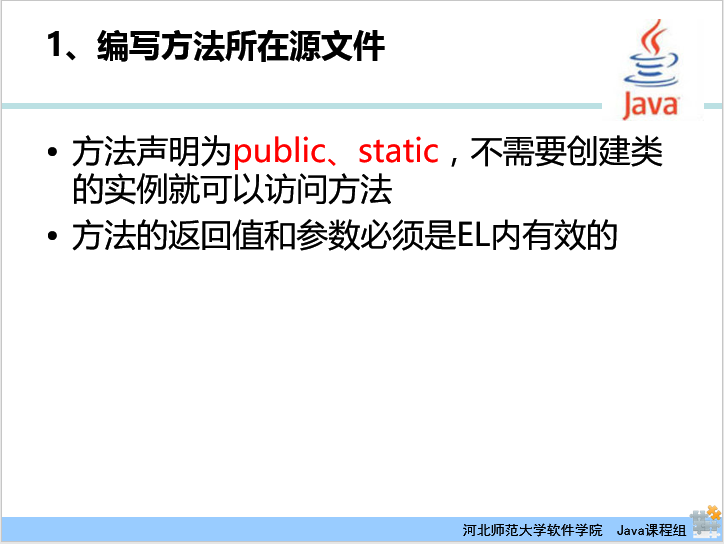 1、编写方法所在源文件
Java
• 方法声明为public、static，不需要创建类
的实例就可以访问方法
• 方法的返回值和参数必须是EL内有效的
河北师范大学软件学院 Java课程组